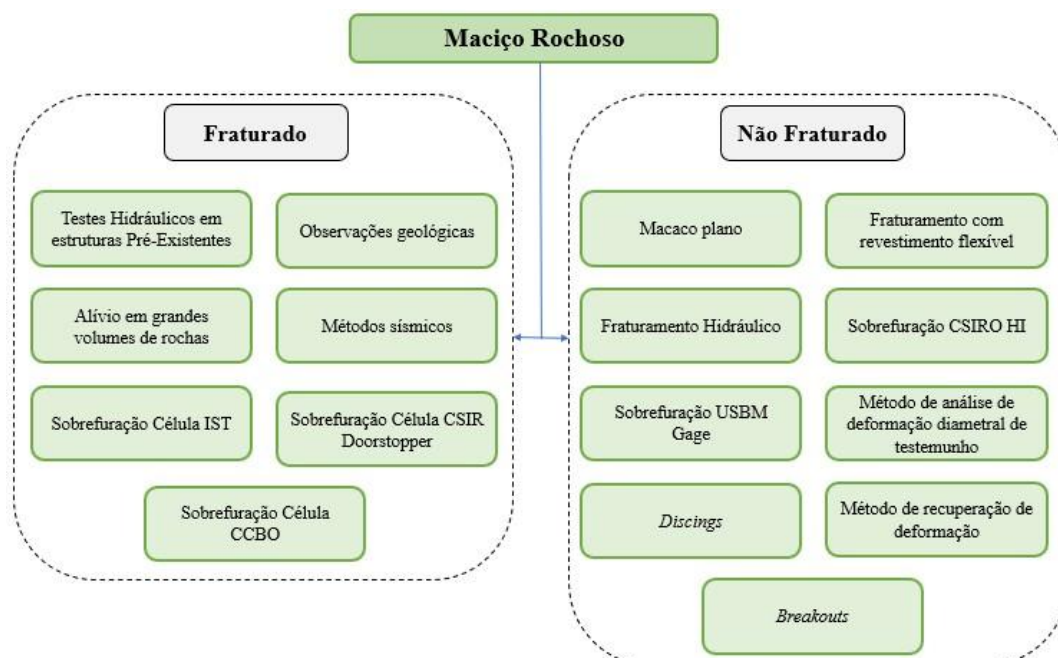 Maciço Rochoso
Fraturado
Testes Hidráulicos em
estruturas Pré-Existentes
Observações geológicas
Alívio em grandes
volumes de rochas
Métodos sísmicos
Sobrefuração Célula IST
Sobrefuração Célula CSIR
Doorstopper
Sobrefuração Célula
CCBO
Não Fraturado
Macaco plano
Fraturamento com
revestimento flexível
Fraturamento Hidráulico
Sobrefuração CSIRO HI
Sobrefuração USBM
Gage
Método de análise de
deformação diametral de
testemunho
Discings
Método de recuperação de
deformação
Breakouts